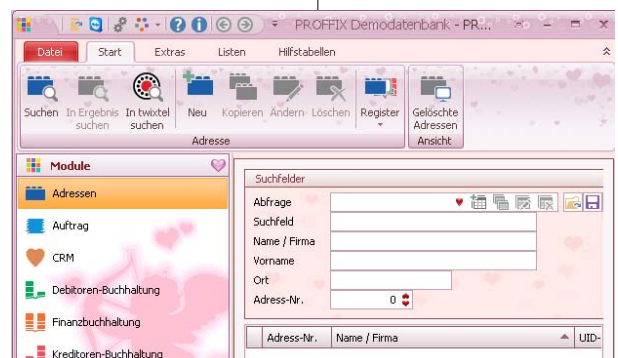 PROFFIX Demodatenbank - PR...
Datei Start Extras Listen Hilfstabellen
Suchen In Ergebnis suchen In twixtel suchen Neu Kopieren Ändern Löschen Register Gelöschte Adressen
Adresse Ansicht
Module
Adressen
Auftrag
CRM
Debitoren-Buchhaltung
Finanzbuchhaltung
Kreditoren-Buchhaltung
Suchfelder
Abfrage
Suchfeld
Name / Firma
Vorname
Ort
Adress-Nr. 0
Adress-Nr. Name / Firma UID-